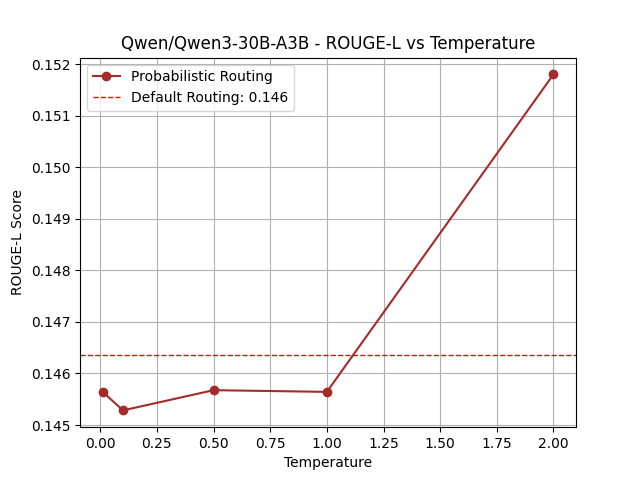 Qwen/Qwen3-30B-A3B - ROUGE-L vs Temperature
Probabilistic Routing
Default Routing: 0.146
ROUGE-L Score
0.152
0.151
0.150
0.149
0.148
0.147
0.146
0.145
0.00 0.25 0.50 0.75 1.00 1.25 1.50 1.75 2.00
Temperature